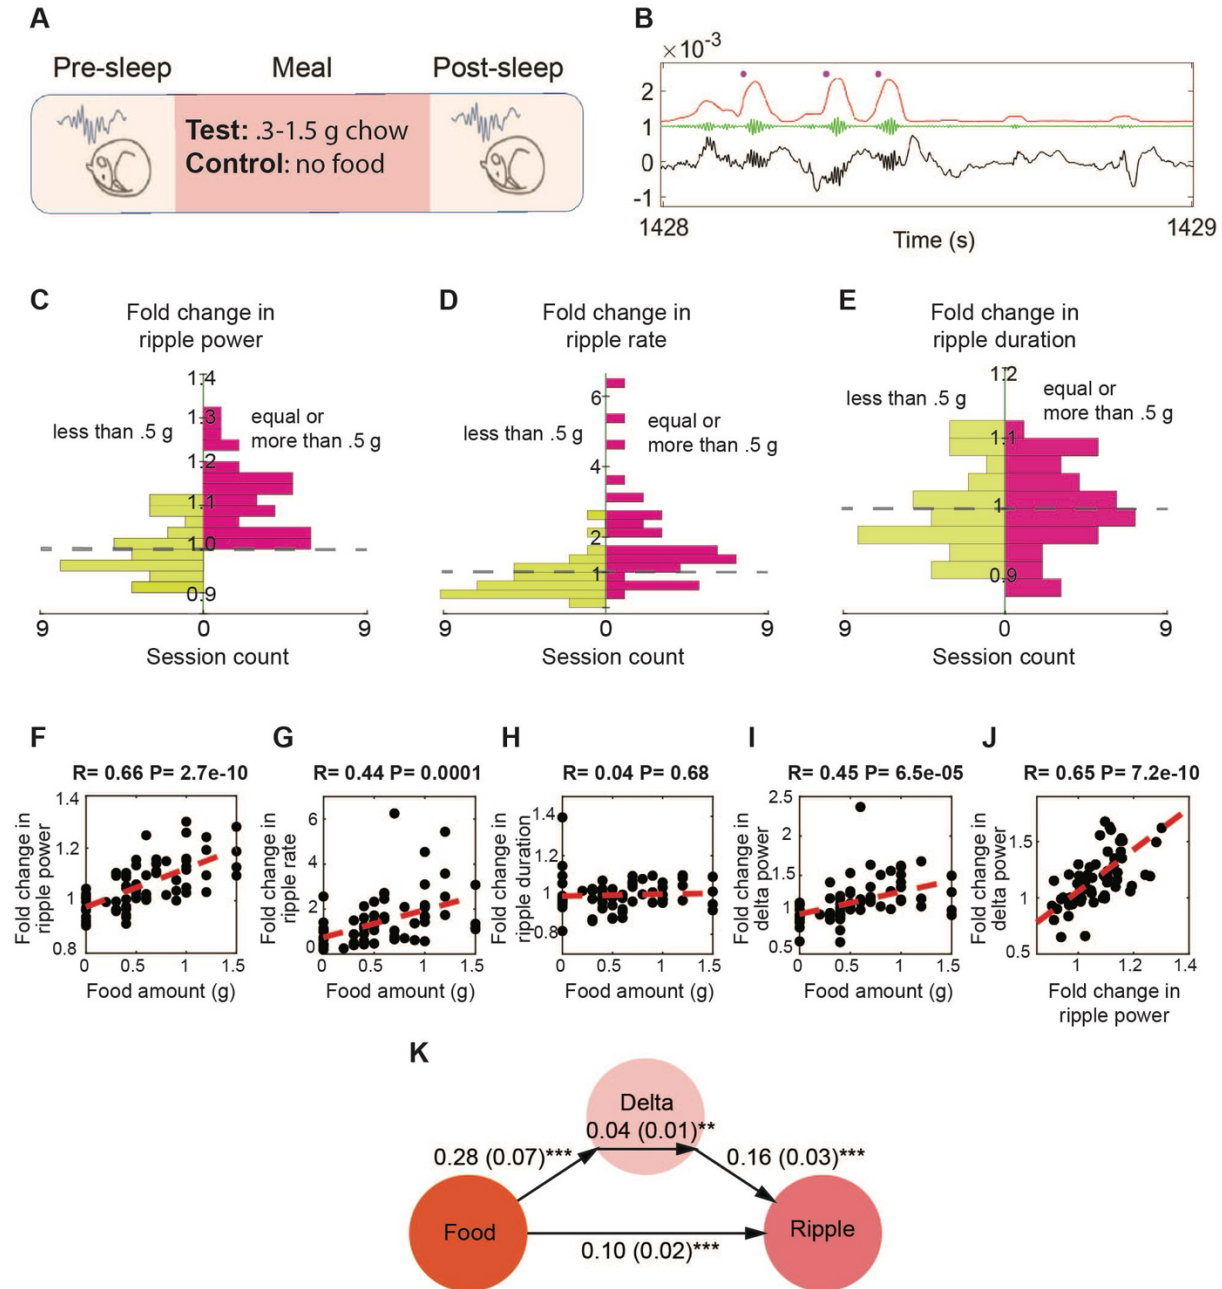 A
Pre-sleep Meal Post-sleep
Test: .3-1.5 g chow
Control: no food
B
×10⁻³
2
1
0
-1
1428 1429
Time (s)
C
Fold change in
ripple power
1.4
1.3
less than .5 g
equal or
more than .5 g
1.2
1.1
1.0
0.9
9 0 9
Session count
D
Fold change in
ripple rate
6
less than .5 g
equal or
more than .5 g
4
2
1
9 0 9
Session count
E
Fold change in
ripple duration
1.2
less than .5 g
equal or
more than .5 g
1.1
1
0.9
9 0 9
Session count
F
R= 0.66 P= 2.7e-10
Fold change in
ripple power
1.4
1.2
1
0.8
0 0.5 1 1.5
Food amount (g)
G
R= 0.44 P= 0.0001
Fold change in
ripple rate
6
4
2
0
0 0.5 1 1.5
Food amount (g)
H
R= 0.04 P= 0.68
Fold change in
ripple duration
1.4
1.2
1
0.8
0 0.5 1 1.5
Food amount (g)
I
R= 0.45 P= 6.5e-05
Fold change in
delta power
2.5
2
1.5
1
0.5
0 0.5 1 1.5
Food amount (g)
J
R= 0.65 P= 7.2e-10
Fold change in
delta power
1.5
1
0.5
1 1.2 1.4
Fold change in
ripple power
K
Delta
0.04 (0.01)**
0.28 (0.07)*** 0.16 (0.03)***
Food Ripple
0.10 (0.02)***